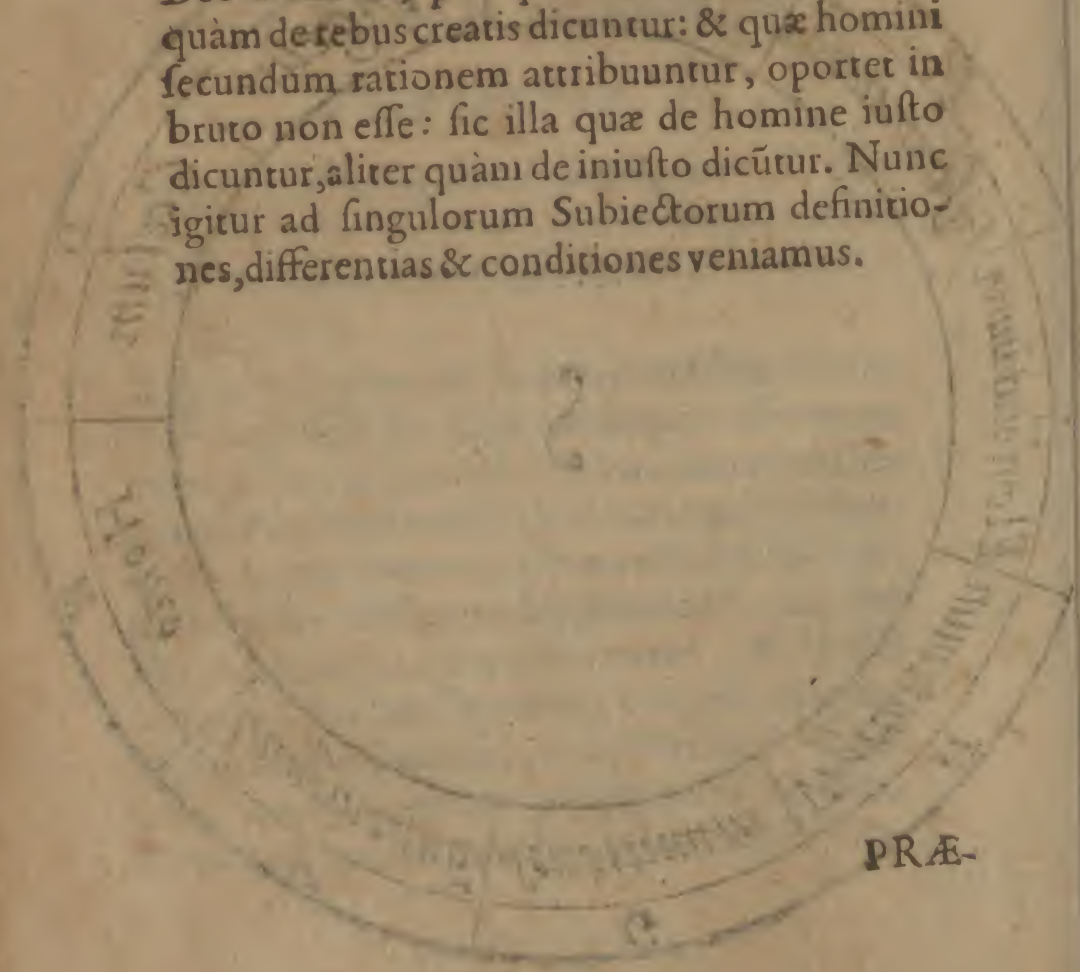 quàm de rebus creatis dicuntur: & quæ homini
ſecundum rationem attribuuntur, oportet in
bruto non eſſe: ſic illa quæ de homine iuſto
dicuntur,aliter quàm de iniuſto dicũtur. Nunc
igitur ad ſingulorum Subiectorum definitio-
nes,differentias & conditiones veniamus.
PRÆ-